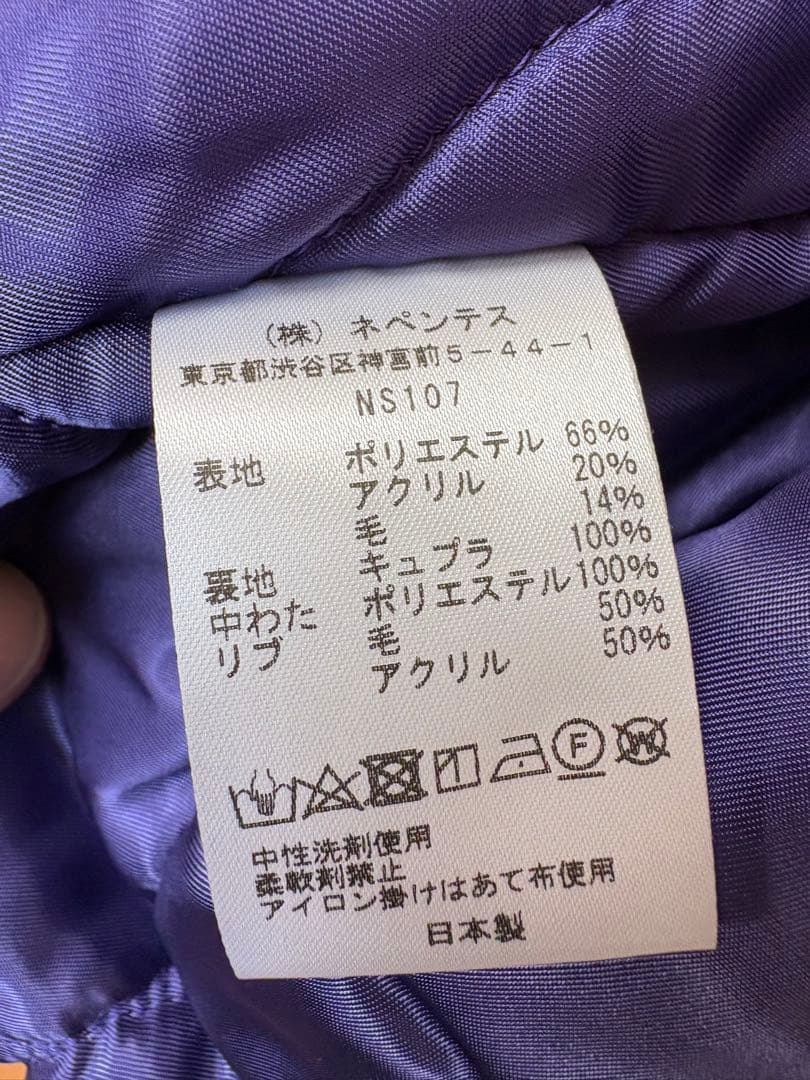 (株) ネペンテス
東京都渋谷区神宮前5-44-1
NS107
表地 ポリエステル 66%
アクリル 20%
毛 14%
裏地 キュプラ 100%
中わた ポリエステル 100%
リブ 毛 50%
アクリル 50%
F W
中性洗剤使用
柔軟剤禁止
アイロン掛けはあて布使用
日本製